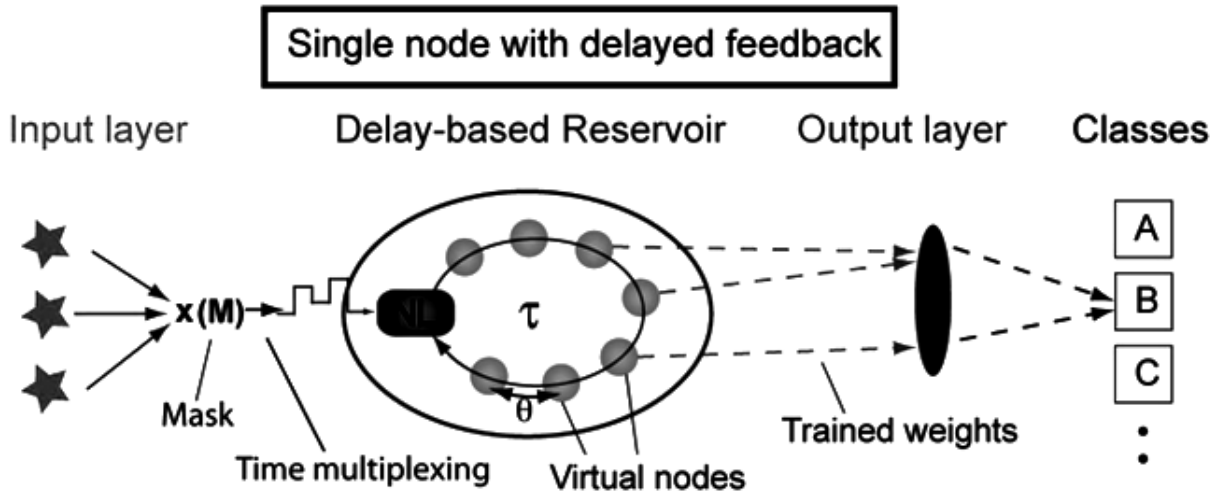 Single node with delayed feedback
Input layer
Delay-based Reservoir
Output layer
Classes
A
x(M)
NL
τ
B
C
θ
Mask
Trained weights
Time multiplexing
Virtual nodes